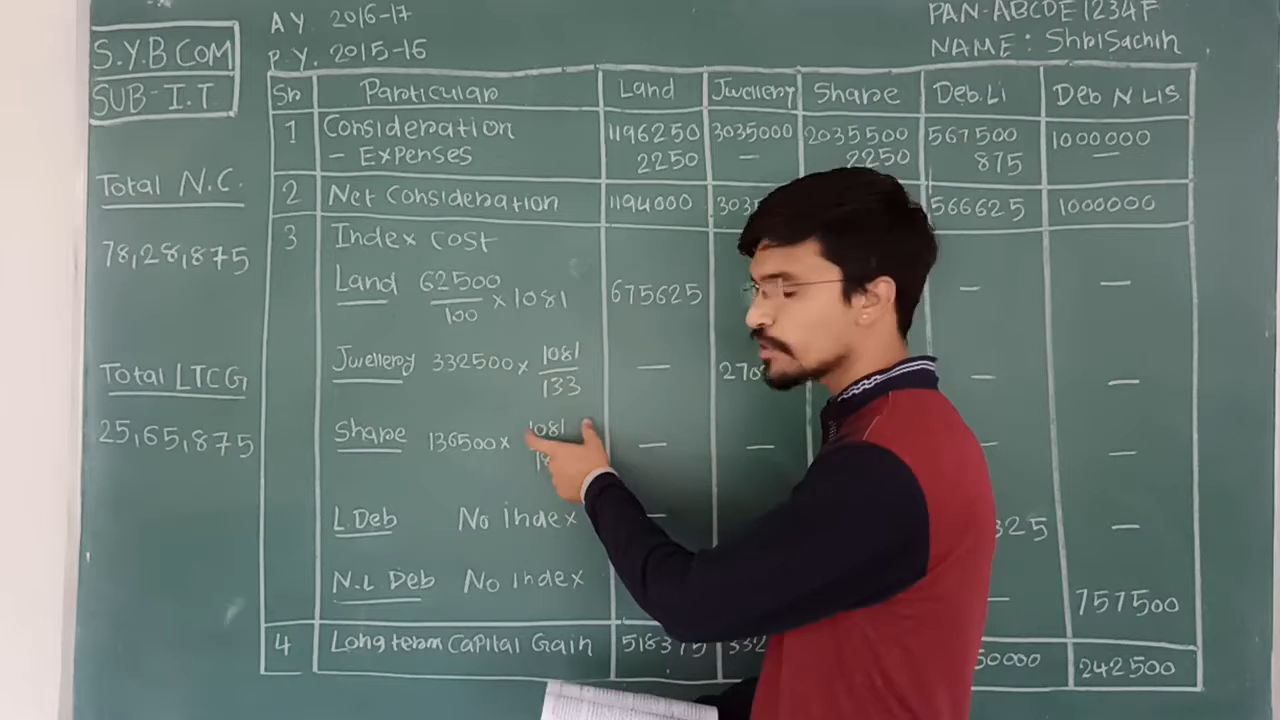 A.Y. 2016-17
P.Y. 2015-16
PAN-ABCDE1234F
NAME: ShriSachin
S.Y.B COM
SUB-I.T
Total N.C.
78,28,875
Total LTCG
25,65,875
Sr Particular Land Jwellery Share Deb.Li Deb N LIS.
1 Consideration 1196250 3035000 2035500 567500 1000000
- Expenses 2250 - 2250 875 -
2 Net Consideration 1194000 566625 1000000
3 Index cost
Land 62500/100 × 1081 675625 - -
Jwellery 332500 × 1081/133 - - -
Share 136500 × 1081 - - - -
L.Deb No index - -
N.L Deb No index - 757500
4 Long term Capital Gain 242500